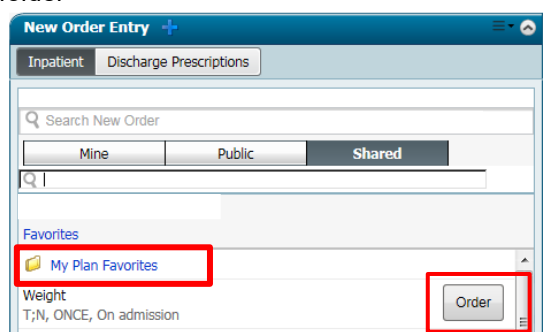 New Order Entry
Inpatient Discharge Prescriptions
Search New Order
Mine Public Shared
Favorites
My Plan Favorites
Weight
T;N, ONCE, On admission
Order